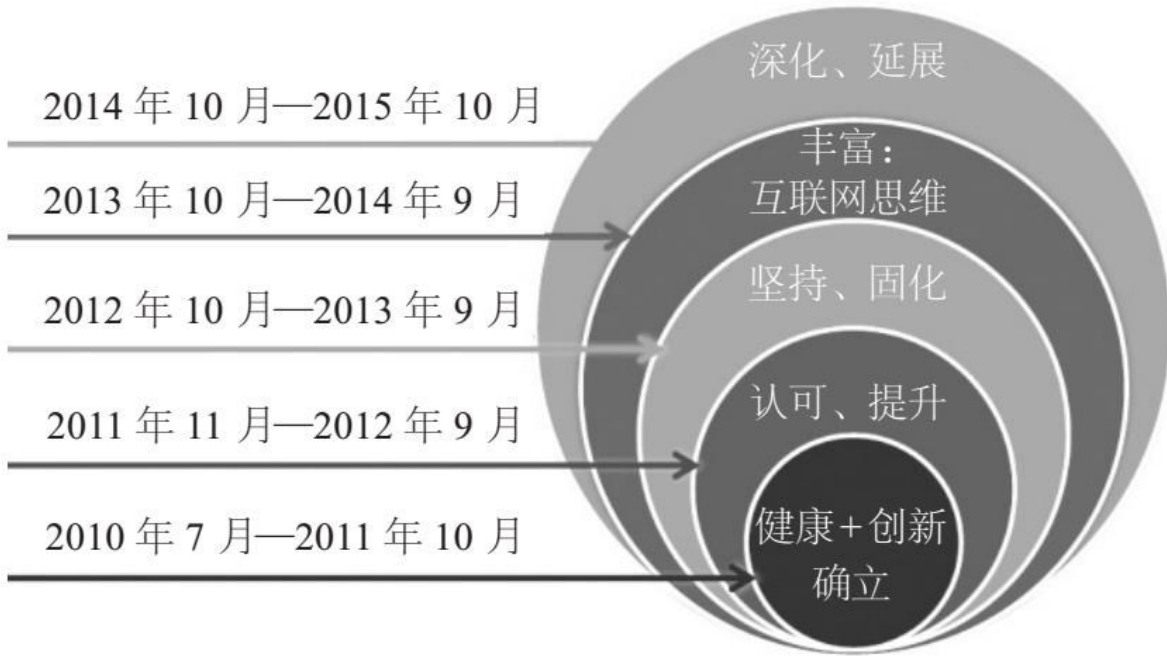 深化、延展
2014 年 10 月—2015 年 10 月
丰富：
2013 年 10 月—2014 年 9 月
互联网思维
坚持、固化
2012 年 10 月—2013 年 9 月
认可、提升
2011 年 11 月—2012 年 9 月
健康+创新
2010 年 7 月—2011 年 10 月
确立